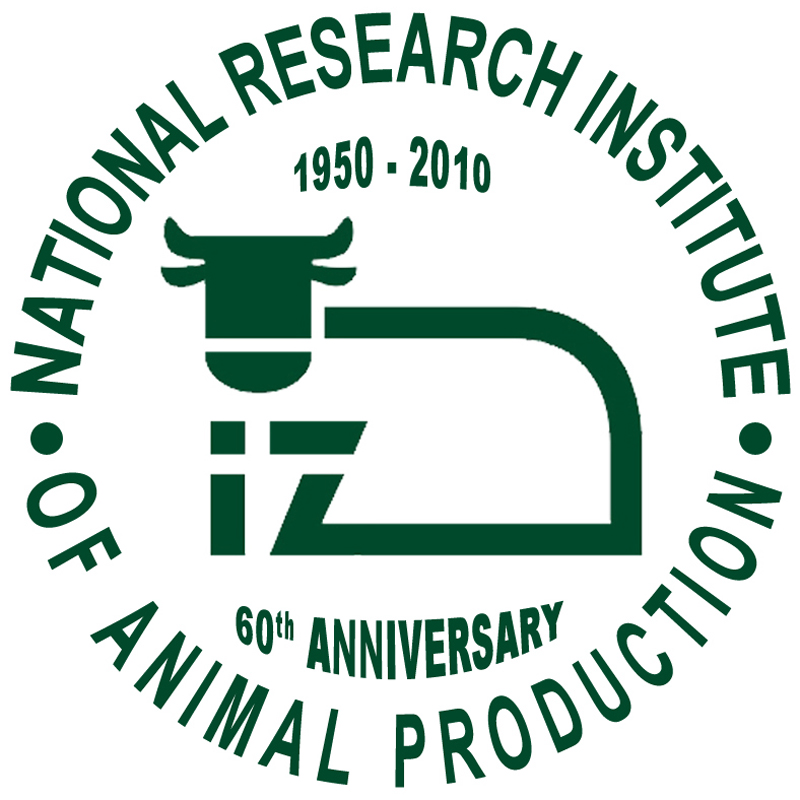 NATIONAL RESEARCH INSTITUTE
1950 - 2010
iz
60th ANNIVERSARY
• OF ANIMAL PRODUCTION •